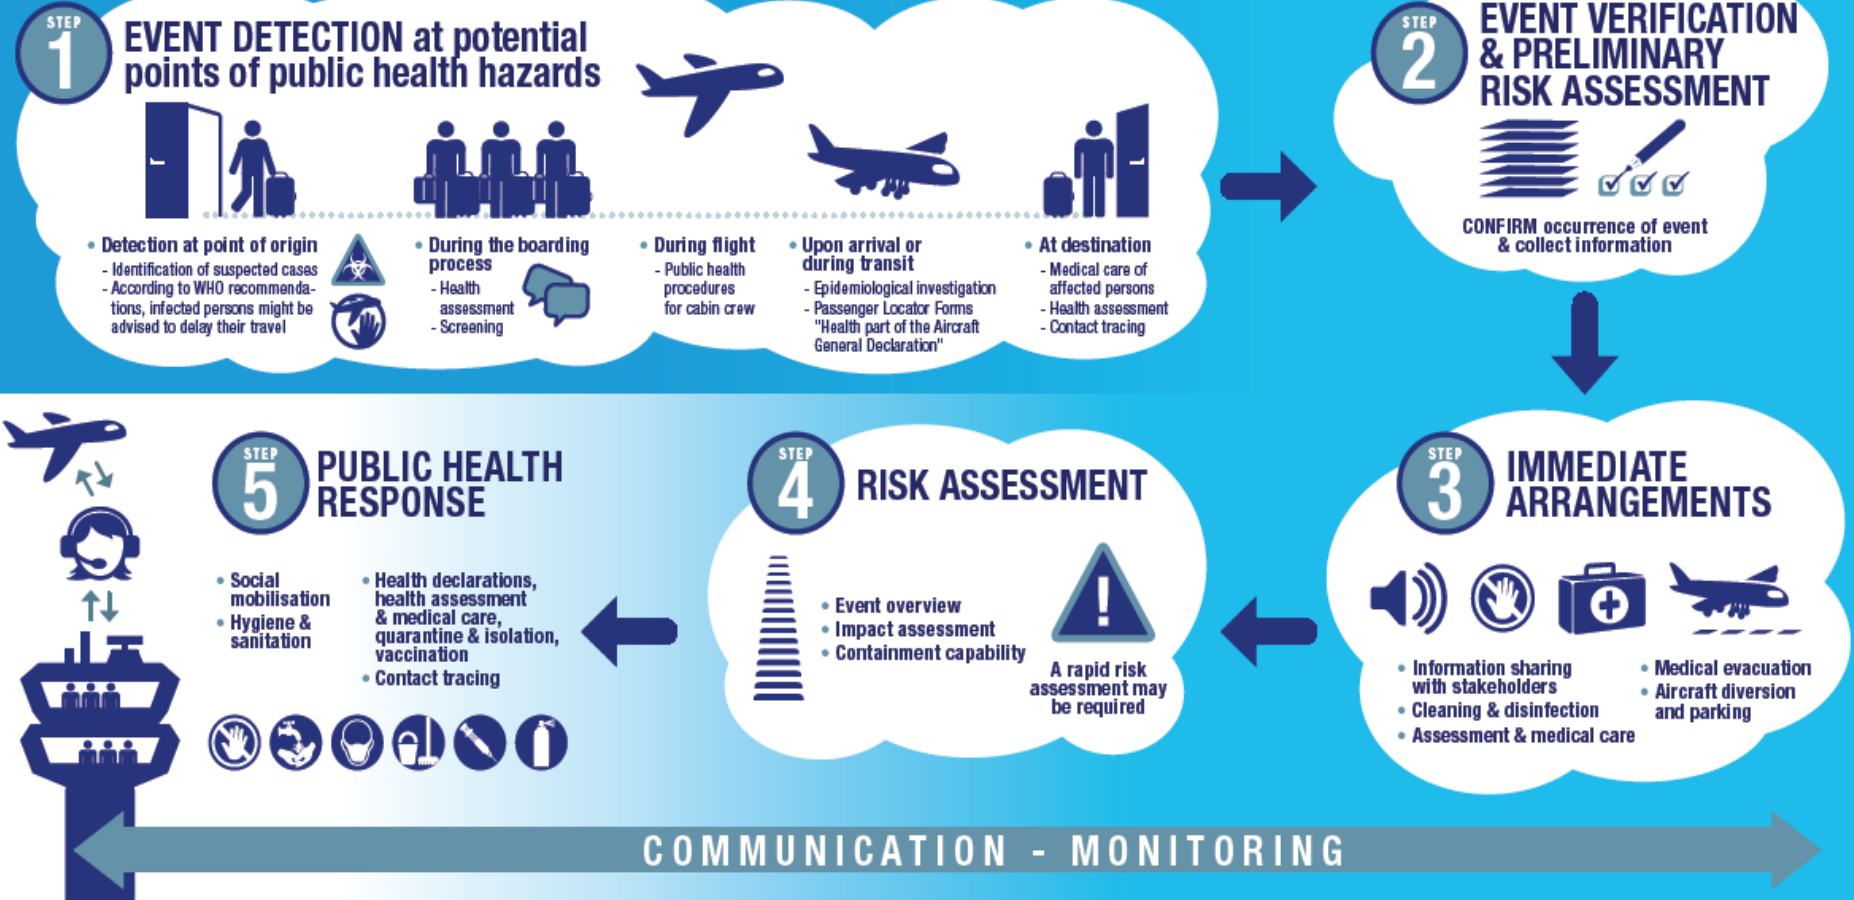 STEP
1
EVENT DETECTION at potential
points of public health hazards
• Detection at point of origin
- Identification of suspected cases
- According to WHO recommenda-
tions, infected persons might be
advised to delay their travel
• During the boarding
process
- Health
assessment
- Screening
• During flight
- Public health
procedures
for cabin crew
• Upon arrival or
during transit
- Epidemiological investigation
- Passenger Locator Forms
"Health part of the Aircraft
General Declaration"
• At destination
- Medical care of
affected persons
- Health assessment
- Contact tracing
STEP
2
EVENT VERIFICATION
& PRELIMINARY
RISK ASSESSMENT
CONFIRM occurrence of event
& collect information
STEP
3
IMMEDIATE
ARRANGEMENTS
• Information sharing
with stakeholders
• Cleaning & disinfection
• Assessment & medical care
• Medical evacuation
• Aircraft diversion
and parking
STEP
4
RISK ASSESSMENT
• Event overview
• Impact assessment
• Containment capability
!
A rapid risk
assessment may
be required
STEP
5
PUBLIC HEALTH
RESPONSE
• Social
mobilisation
• Hygiene &
sanitation
• Health declarations,
health assessment
& medical care,
quarantine & isolation,
vaccination
• Contact tracing
COMMUNICATION - MONITORING